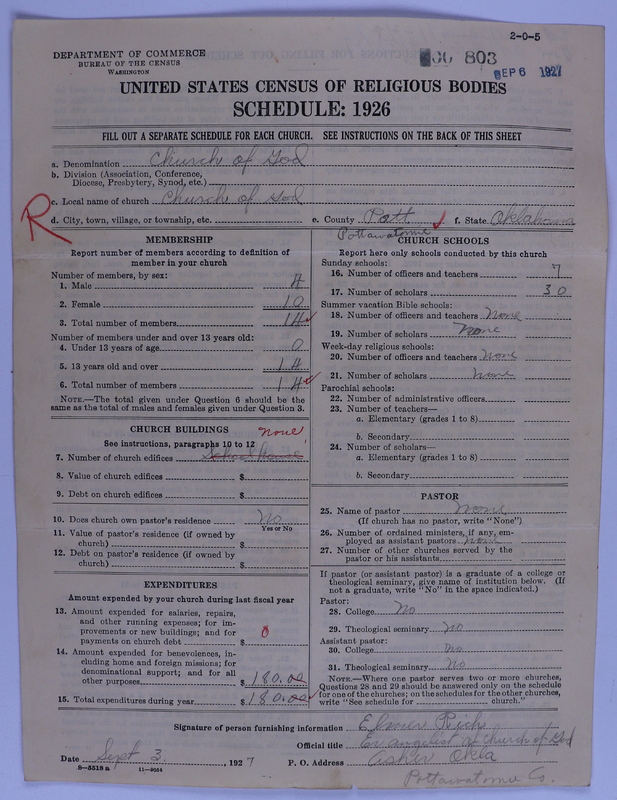 2-0-5
DEPARTMENT OF COMMERCE
BUREAU OF THE CENSUS
WASHINGTON
803
SEP 6 1927
UNITED STATES CENSUS OF RELIGIOUS BODIES
SCHEDULE: 1926
FILL OUT A SEPARATE SCHEDULE FOR EACH CHURCH. SEE INSTRUCTIONS ON THE BACK OF THIS SHEET
a. Denomination Church of God
b. Division (Association, Conference,
Diocese, Presbytery, Synod, etc.)
R
c. Local name of church Church of God
d. City, town, village, or township, etc. e. County Pott f. State Oklahoma
Pottawatomie
MEMBERSHIP
Report number of members according to definition of
member in your church
Number of members, by sex:
1. Male 4
2. Female 10
3. Total number of members 14
Number of members under and over 13 years old:
4. Under 13 years of age 0
5. 13 years old and over 14
6. Total number of members 14
NOTE.—The total given under Question 6 should be the
same as the total of males and females given under Question 3.
CHURCH BUILDINGS
See instructions, paragraphs 10 to 12 none
7. Number of church edifices School house
8. Value of church edifices $
9. Debt on church edifices $
10. Does church own pastor's residence No
Yes or No
11. Value of pastor's residence (if owned by
church) $
12. Debt on pastor's residence (if owned by
church) $
EXPENDITURES
Amount expended by your church during last fiscal year
13. Amount expended for salaries, repairs,
and other running expenses; for im-
provements or new buildings; and for
payments on church debt $ 0
14. Amount expended for benevolences, in-
cluding home and foreign missions; for
denominational support; and for all
other purposes $ 180.00
15. Total expenditures during year $ 180.00
CHURCH SCHOOLS
Report here only schools conducted by this church
Sunday schools:
16. Number of officers and teachers 7
17. Number of scholars 30
Summer vacation Bible schools:
18. Number of officers and teachers None
19. Number of scholars None
Week-day religious schools:
20. Number of officers and teachers None
21. Number of scholars None
Parochial schools:
22. Number of administrative officers
23. Number of teachers—
a. Elementary (grades 1 to 8)
b. Secondary
24. Number of scholars—
a. Elementary (grades 1 to 8)
b. Secondary
PASTOR
25. Name of pastor None
(If church has no pastor, write "None")
26. Number of ordained ministers, if any, em-
ployed as assistant pastors None
27. Number of other churches served by the
pastor or his assistants
If pastor (or assistant pastor) is a graduate of a college or
theological seminary, give name of institution below. (If
not a graduate, write "No" in the space indicated.)
Pastor:
28. College No
29. Theological seminary No
Assistant pastor:
30. College No
31. Theological seminary No
NOTE.—Where one pastor serves two or more churches,
Questions 28 and 29 should be answered only on the schedule
for one of the churches; on the schedules for the other churches,
write "See schedule for church."
Signature of person furnishing information Elmer Rich
Official title Evangelist of Church of God
Date Sept 3, 1927 P. O. Address Asher Okla
8—5518 a 11—9064
Pottawatomie Co.